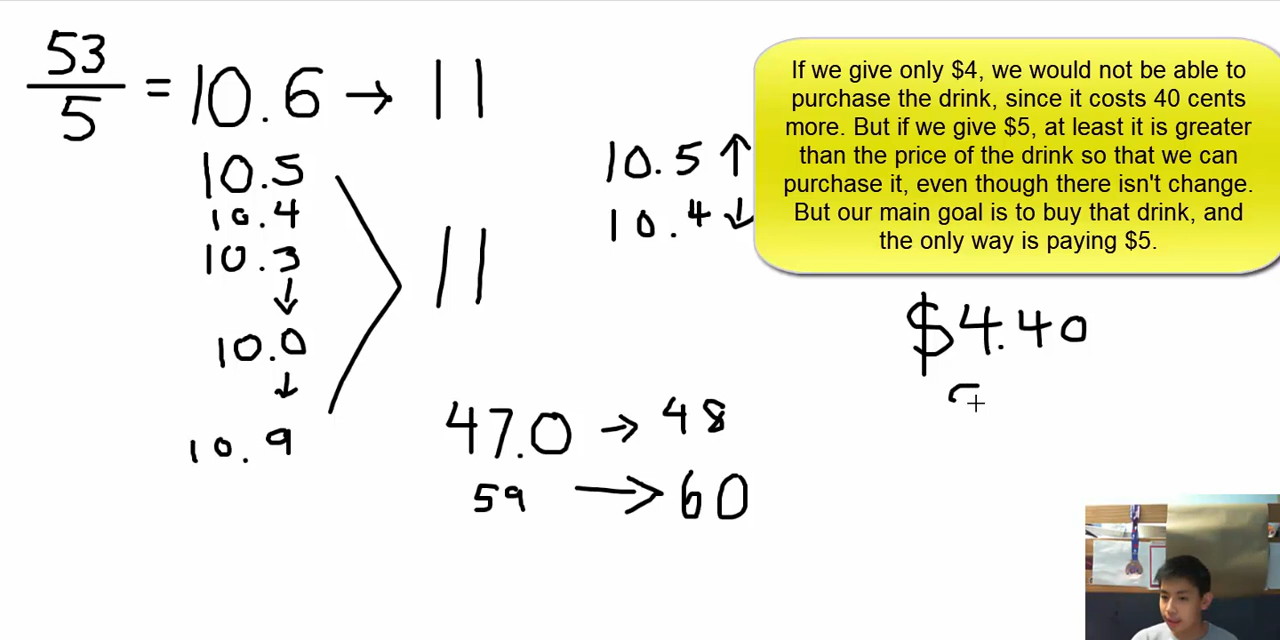 53
5
= 10.6 → 11
10.5
10.4
10.3
↓
10.0
↓
10.9
11
10.5 ↑
10.4 ↓
47.0 → 48
59 → 60
If we give only $4, we would not be able to
purchase the drink, since it costs 40 cents
more. But if we give $5, at least it is greater
than the price of the drink so that we can
purchase it, even though there isn't change.
But our main goal is to buy that drink, and
the only way is paying $5.
$4.40